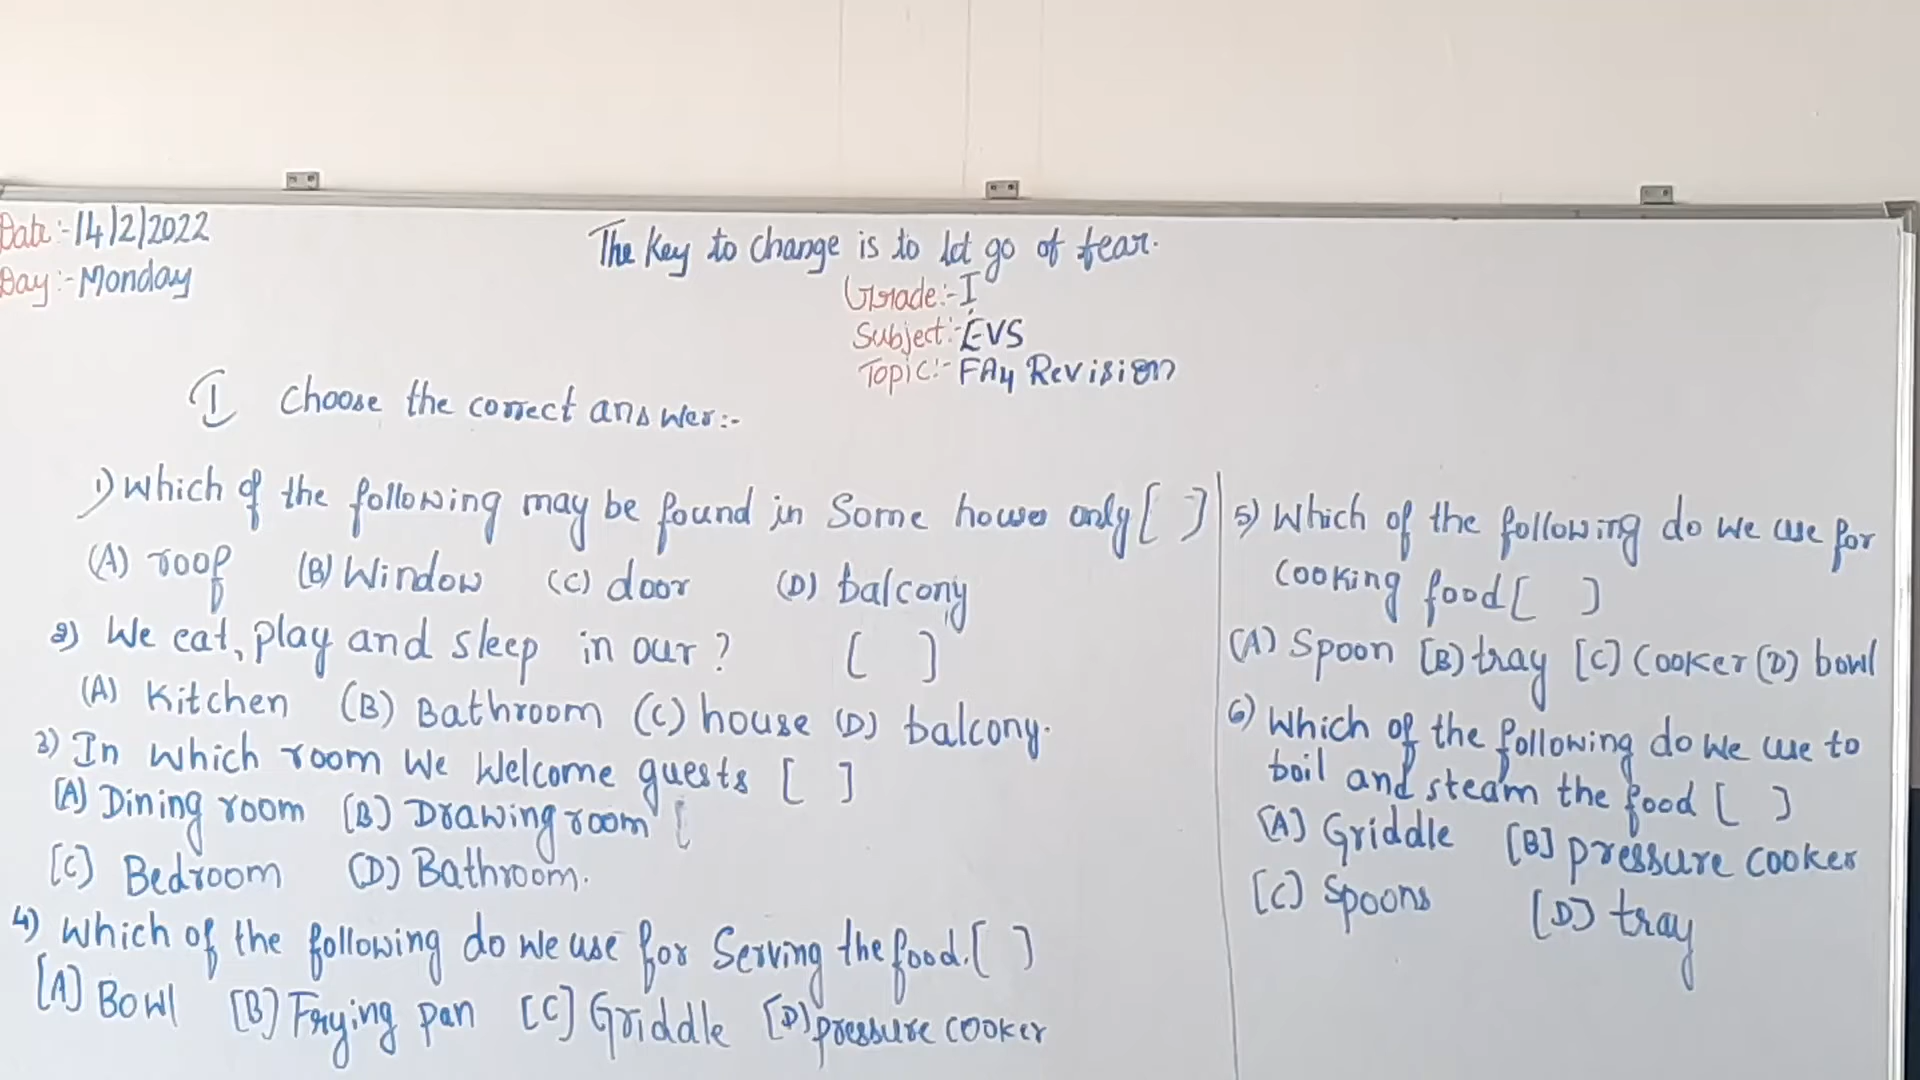 Date:-14/2/2022
Day:-Monday
The Key to change is to let go of fear.
Grade:-I
Subject:-EVS
Topic:-FA4 Revision
I Choose the correct answer:-
1) Which of the following may be found in Some houses only [ ]
(A) roof (B) Window (C) door (D) balcony
2) We eat, play and sleep in our? [ ]
(A) Kitchen (B) Bathroom (C) house (D) balcony.
3) In which room We Welcome guests [ ]
(A) Dining room (B) Drawing room [
[C) Bedroom (D) Bathroom.
4) Which of the following do we use for Serving the food.[ ]
[A] Bowl [B] Frying pan [C] Griddle [D] pressure cooker
5) Which of the following do we use for
cooking food [ ]
(A) Spoon [B) tray [C] Cooker (D) bowl
6) Which of the following do we use to
boil and steam the food [ ]
[A] Griddle [B] pressure cooker
[C] Spoons [D] tray